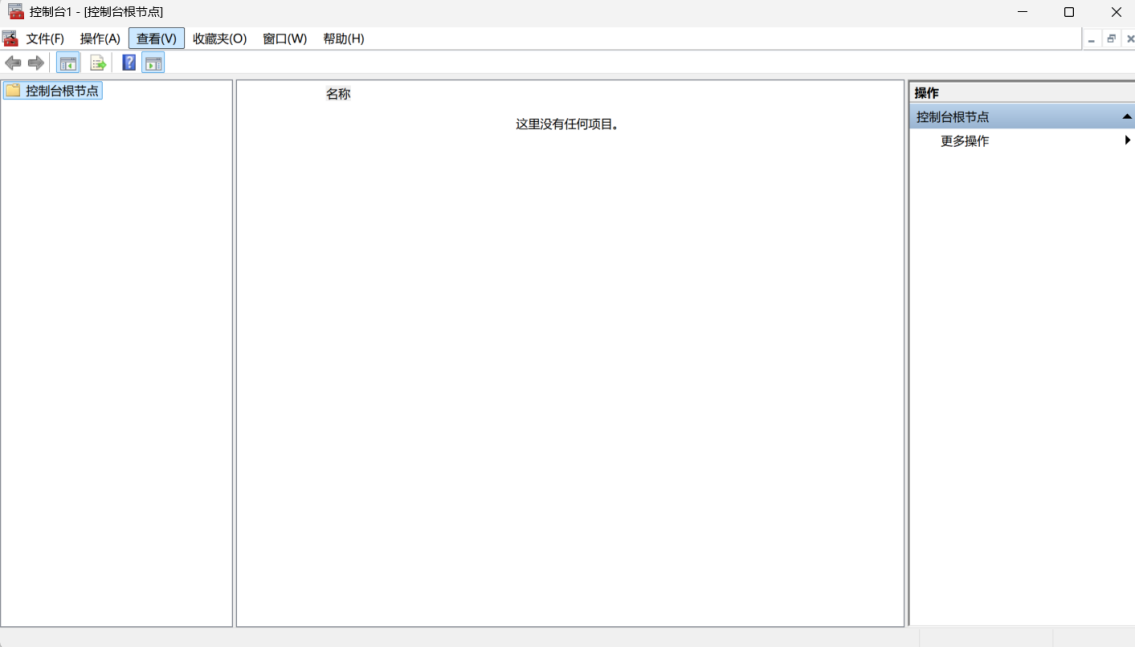 控制台1 - [控制台根节点]
文件(F) 操作(A) 查看(V) 收藏夹(O) 窗口(W) 帮助(H)
控制台根节点
名称
这里没有任何项目。
操作
控制台根节点
更多操作